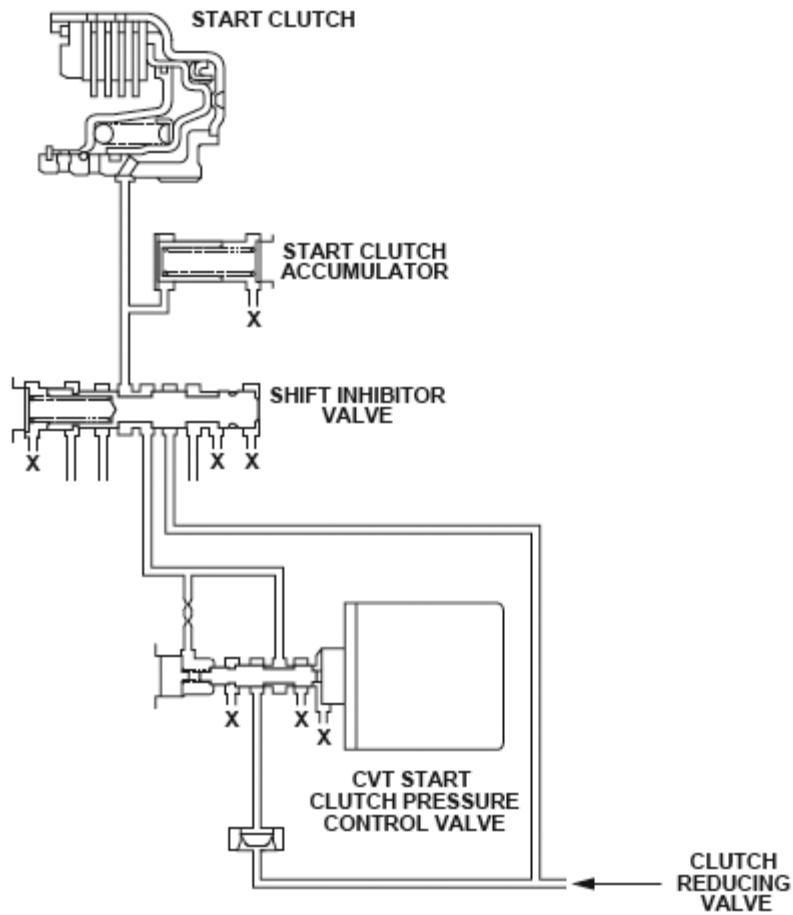 START CLUTCH
START CLUTCH
ACCUMULATOR
X
SHIFT INHIBITOR
VALVE
X
X
X
X
X
X
CVT START
CLUTCH PRESSURE
CONTROL VALVE
CLUTCH
REDUCING
VALVE